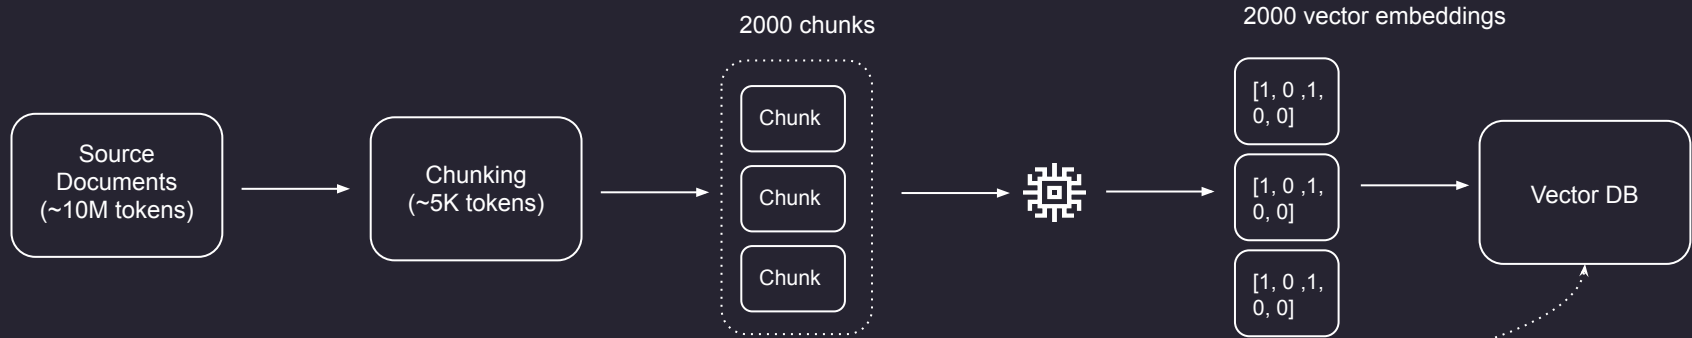 2000 chunks
2000 vector embeddings
Source
Documents
(~10M tokens)
Chunking
(~5K tokens)
Chunk
Chunk
Chunk
[1, 0 ,1,
0, 0]
[1, 0 ,1,
0, 0]
[1, 0 ,1,
0, 0]
Vector DB